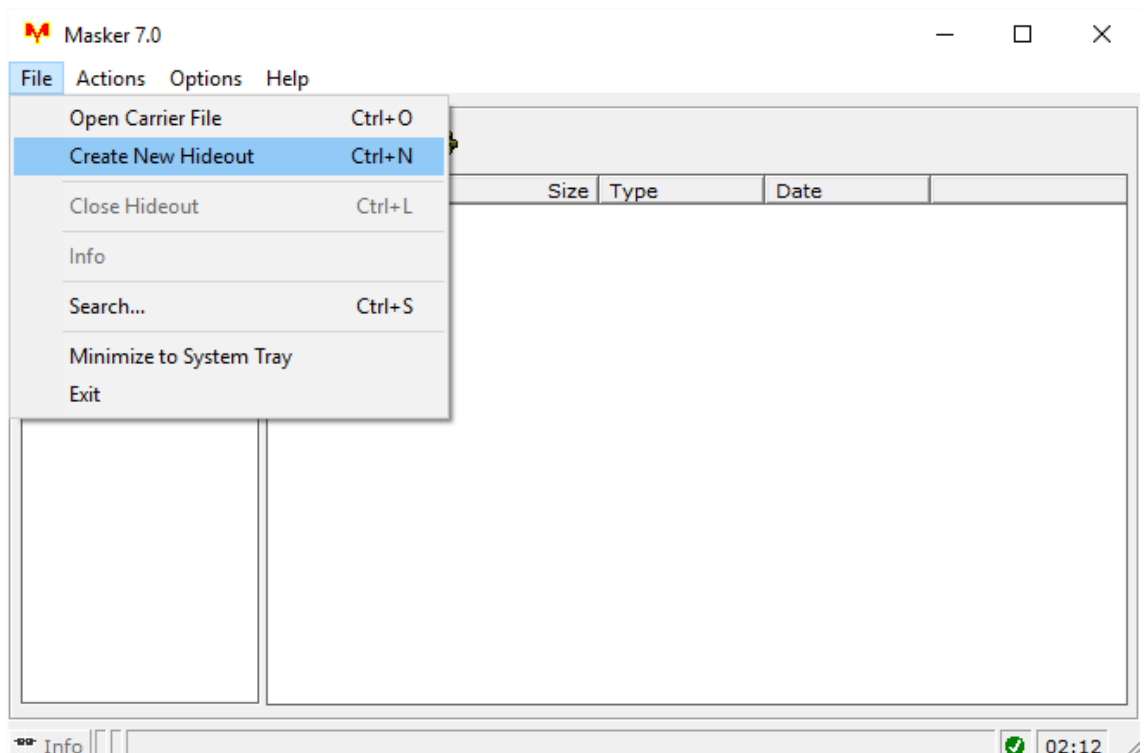 Masker 7.0
File Actions Options Help
Open Carrier File Ctrl+O
Create New Hideout Ctrl+N
Close Hideout Ctrl+L
Info
Search... Ctrl+S
Minimize to System Tray
Exit
Size Type Date
Info 02:12